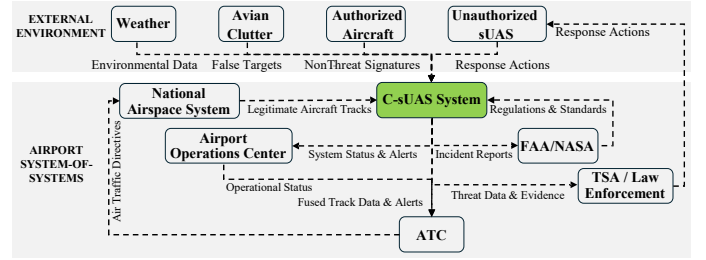 EXTERNAL
ENVIRONMENT
Weather
Avian
Clutter
Authorized
Aircraft
Unauthorized
sUAS
Response Actions
Environmental Data
False Targets
NonThreat Signatures
Response Actions
AIRPORT
SYSTEM-OF-
SYSTEMS
National
Airspace System
Legitimate Aircraft Tracks
C-sUAS System
Regulations & Standards
Air Traffic Directives
Airport
Operations Center
System Status & Alerts
Incident Reports
FAA/NASA
Operational Status
Fused Track Data & Alerts
Threat Data & Evidence
TSA / Law
Enforcement
ATC